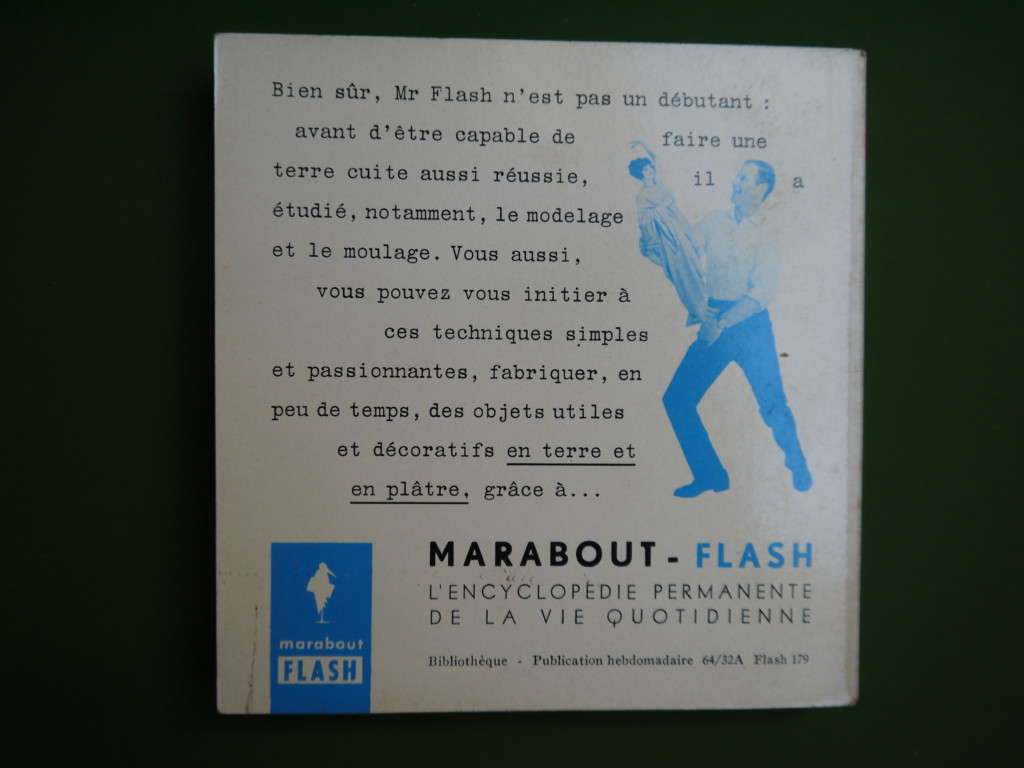 Bien sûr, Mr Flash n'est pas un débutant :
avant d'être capable de faire une
terre cuite aussi réussie, il a
étudié, notamment, le modelage
et le moulage. Vous aussi,
vous pouvez vous initier à
ces techniques simples
et passionnantes, fabriquer, en
peu de temps, des objets utiles
et décoratifs en terre et
en plâtre, grâce à...
MARABOUT - FLASH
L'ENCYCLOPÉDIE PERMANENTE
DE LA VIE QUOTIDIENNE
Bibliothèque - Publication hebdomadaire 64/32A Flash 179
marabout
FLASH